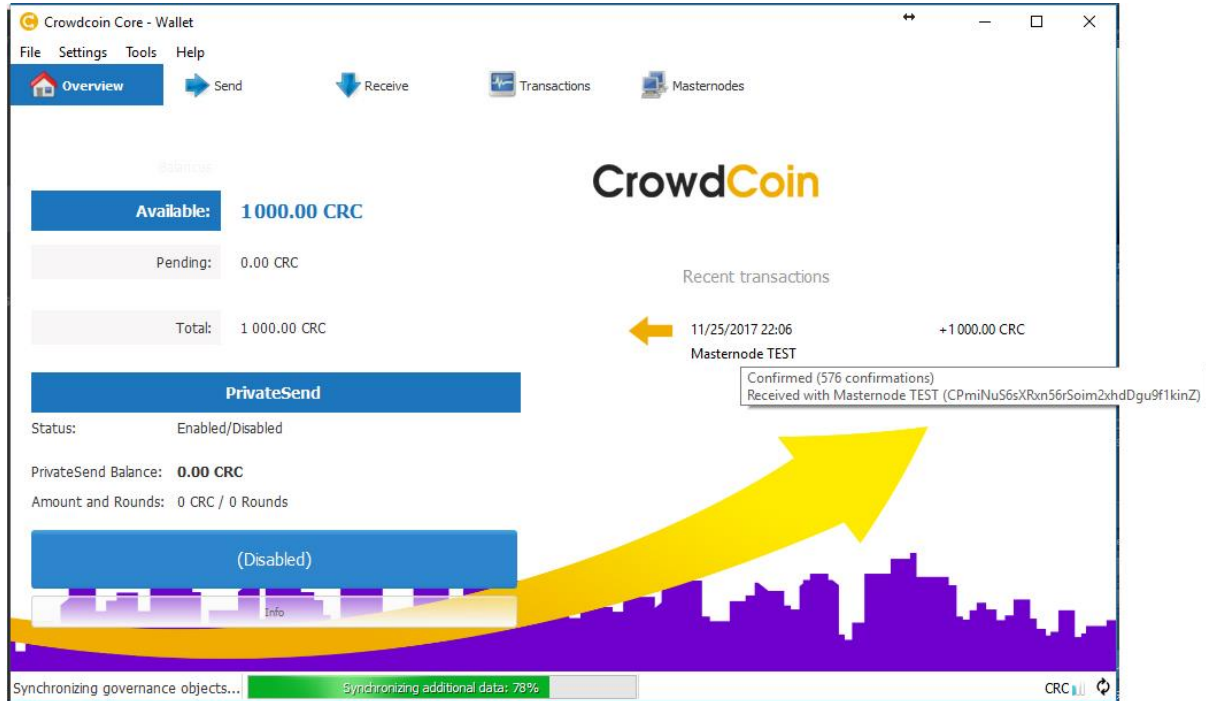 Crowdcoin Core - Wallet
File Settings Tools Help
Overview Send Receive Transactions Masternodes
Balances
CrowdCoin
Available: 1 000.00 CRC
Pending: 0.00 CRC
Recent transactions
Total: 1 000.00 CRC
11/25/2017 22:06 +1 000.00 CRC
Masternode TEST
Confirmed (576 confirmations)
Received with Masternode TEST (CPmiNuS6sXRxn56rSoim2xhdDgu9f1kinZ)
PrivateSend
Status: Enabled/Disabled
PrivateSend Balance: 0.00 CRC
Amount and Rounds: 0 CRC / 0 Rounds
(Disabled)
Info
Synchronizing governance objects... Synchronizing additional data: 78% CRC